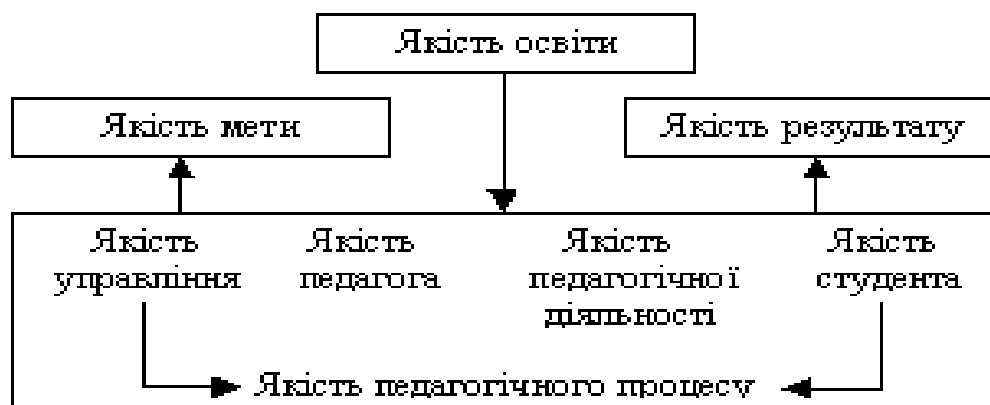 Якість освіти
Якість мети
Якість результату
Якість
управління
Якість
педагога
Якість
педагогічної
діяльності
Якість
студента
Якість педагогічного процесу